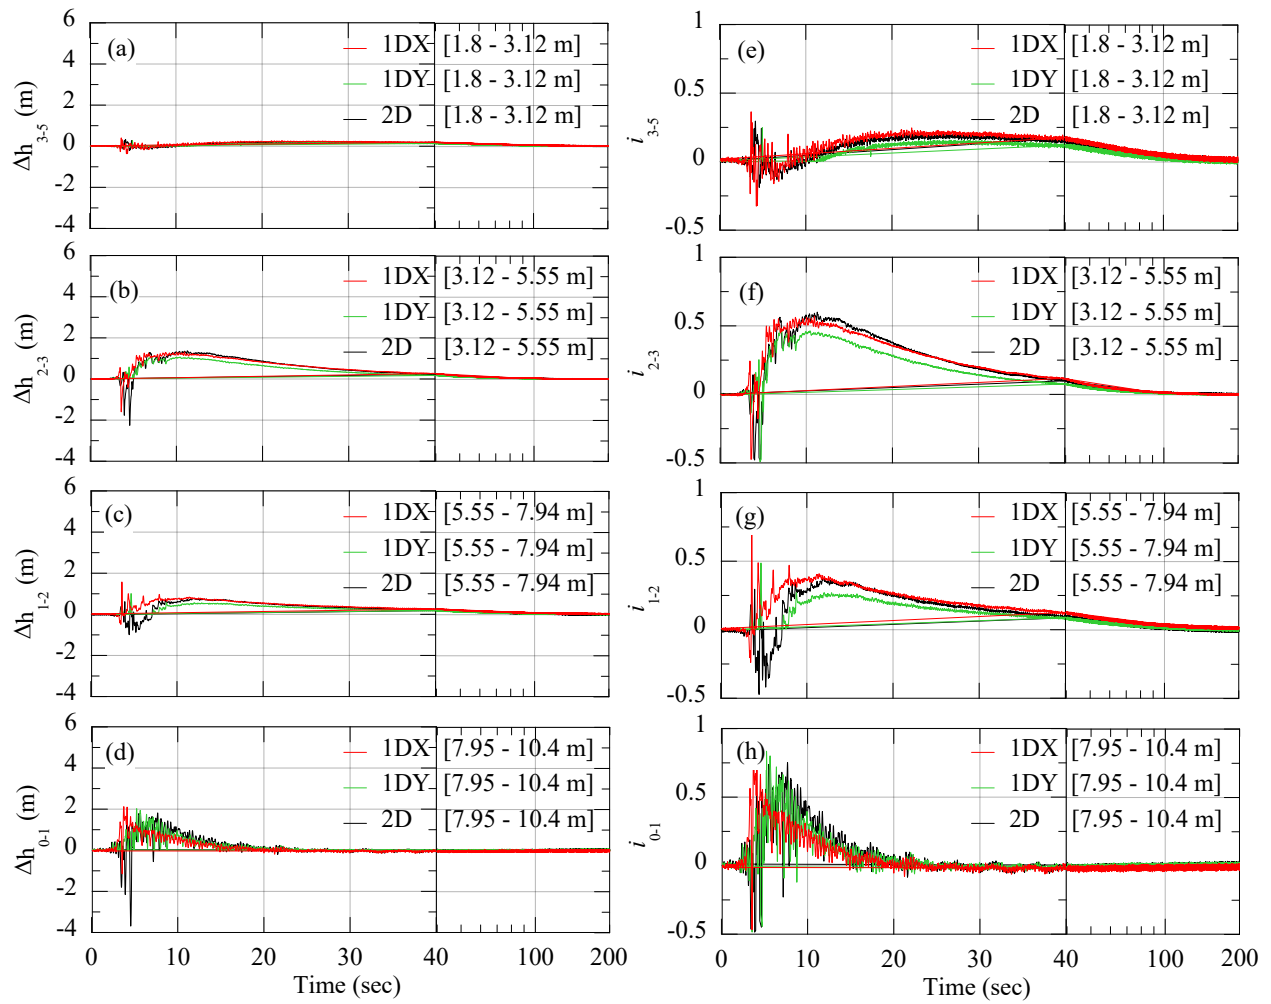 6
4
2
0
-2
-4
Δh3-5 (m)
(a)
1DX [1.8 - 3.12 m]
1DY [1.8 - 3.12 m]
2D [1.8 - 3.12 m]
1
0.5
0
-0.5
i3-5
(e)
1DX [1.8 - 3.12 m]
1DY [1.8 - 3.12 m]
2D [1.8 - 3.12 m]
6
4
2
0
-2
-4
Δh2-3 (m)
(b)
1DX [3.12 - 5.55 m]
1DY [3.12 - 5.55 m]
2D [3.12 - 5.55 m]
1
0.5
0
-0.5
i2-3
(f)
1DX [3.12 - 5.55 m]
1DY [3.12 - 5.55 m]
2D [3.12 - 5.55 m]
6
4
2
0
-2
-4
Δh1-2 (m)
(c)
1DX [5.55 - 7.94 m]
1DY [5.55 - 7.94 m]
2D [5.55 - 7.94 m]
1
0.5
0
-0.5
i1-2
(g)
1DX [5.55 - 7.94 m]
1DY [5.55 - 7.94 m]
2D [5.55 - 7.94 m]
6
4
2
0
-2
-4
Δh0-1 (m)
(d)
1DX [7.95 - 10.4 m]
1DY [7.95 - 10.4 m]
2D [7.95 - 10.4 m]
0 10 20 30 40 100 200
Time (sec)
1
0.5
0
-0.5
i0-1
(h)
1DX [7.95 - 10.4 m]
1DY [7.95 - 10.4 m]
2D [7.95 - 10.4 m]
0 10 20 30 40 100 200
Time (sec)